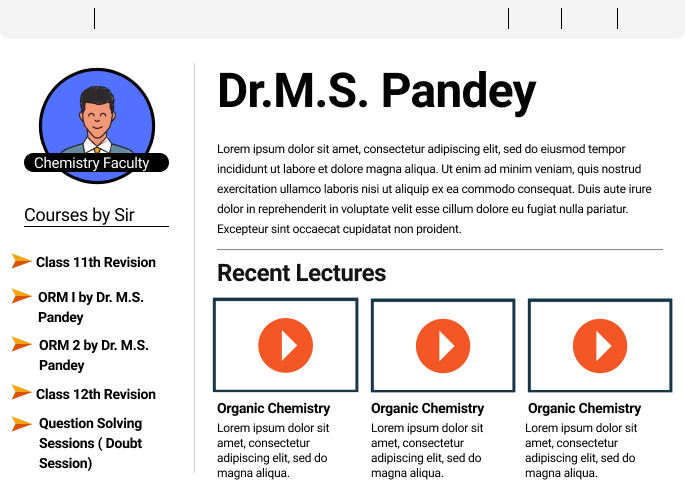 Chemistry Faculty
Courses by Sir
Class 11th Revision
ORM I by Dr. M.S.
Pandey
ORM 2 by Dr. M.S.
Pandey
Class 12th Revision
Question Solving
Sessions ( Doubt
Session)
Dr.M.S. Pandey
Lorem ipsum dolor sit amet, consectetur adipiscing elit, sed do eiusmod tempor
incididunt ut labore et dolore magna aliqua. Ut enim ad minim veniam, quis nostrud
exercitation ullamco laboris nisi ut aliquip ex ea commodo consequat. Duis aute irure
dolor in reprehenderit in voluptate velit esse cillum dolore eu fugiat nulla pariatur.
Excepteur sint occaecat cupidatat non proident.
Recent Lectures
Organic Chemistry
Lorem ipsum dolor sit
amet, consectetur
adipiscing elit, sed do
magna aliqua.
Organic Chemistry
Lorem ipsum dolor sit
amet, consectetur
adipiscing elit, sed do
magna aliqua.
Organic Chemistry
Lorem ipsum dolor sit
amet, consectetur
adipiscing elit, sed do
magna aliqua.